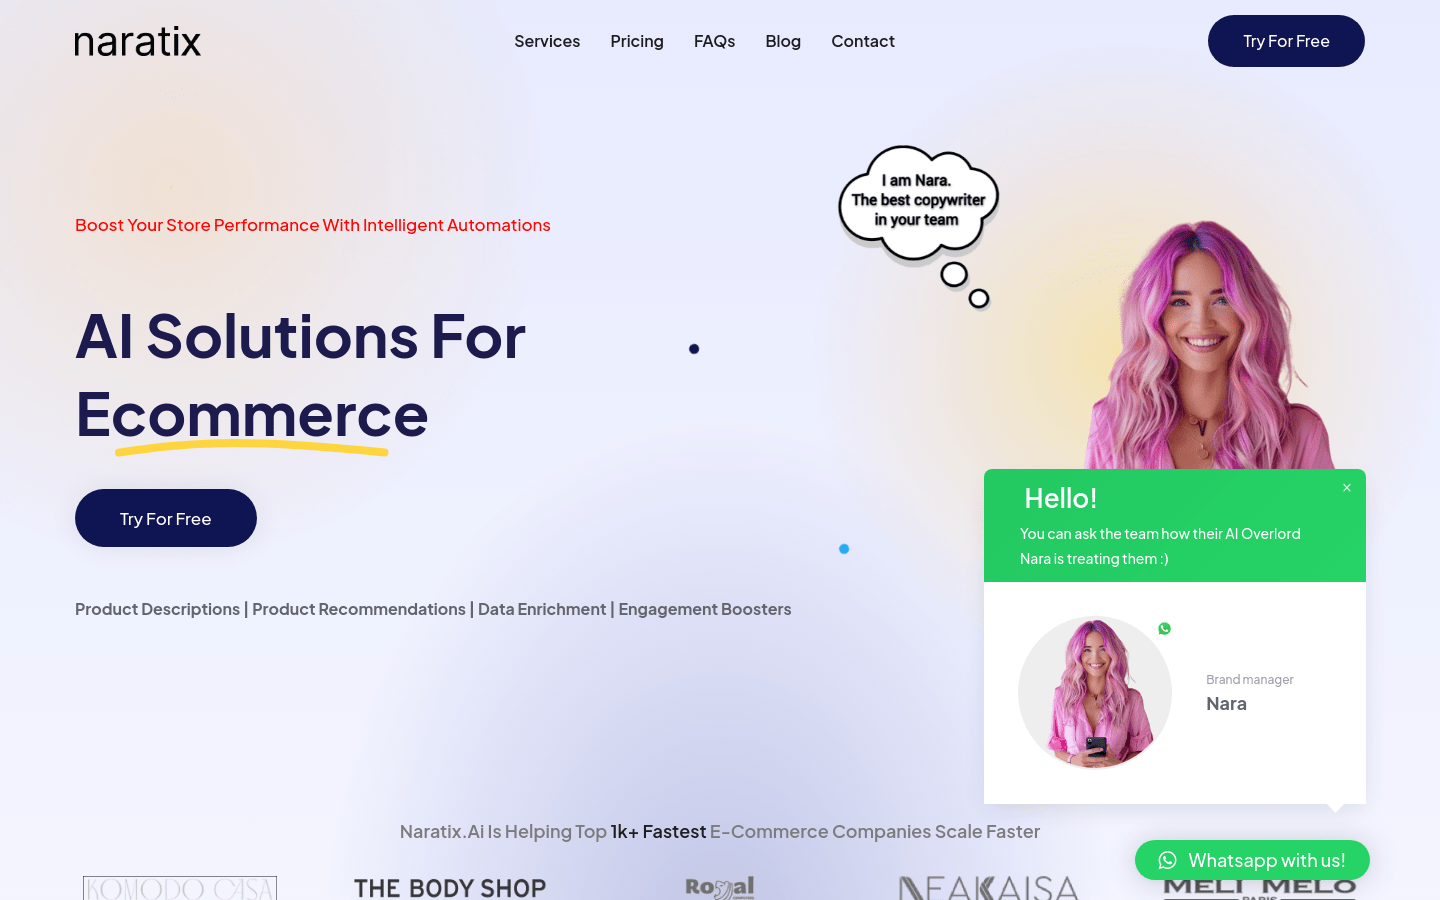 naratix
Services
Pricing
FAQs
Blog
Contact
Try For Free
I am Nara.
The best copywriter
in your team
Boost Your Store Performance With Intelligent Automations
AI Solutions For
Ecommerce
Try For Free
Product Descriptions | Product Recommendations | Data Enrichment | Engagement Boosters
Hello!
×
You can ask the team how their AI Overlord
Nara is treating them :)
Brand manager
Nara
Naratix.Ai Is Helping Top 1k+ Fastest E-Commerce Companies Scale Faster
Whatsapp with us!
KOMODO CASA
THE BODY SHOP
Royal
NEAKAISA
MELI MELO
PARIS